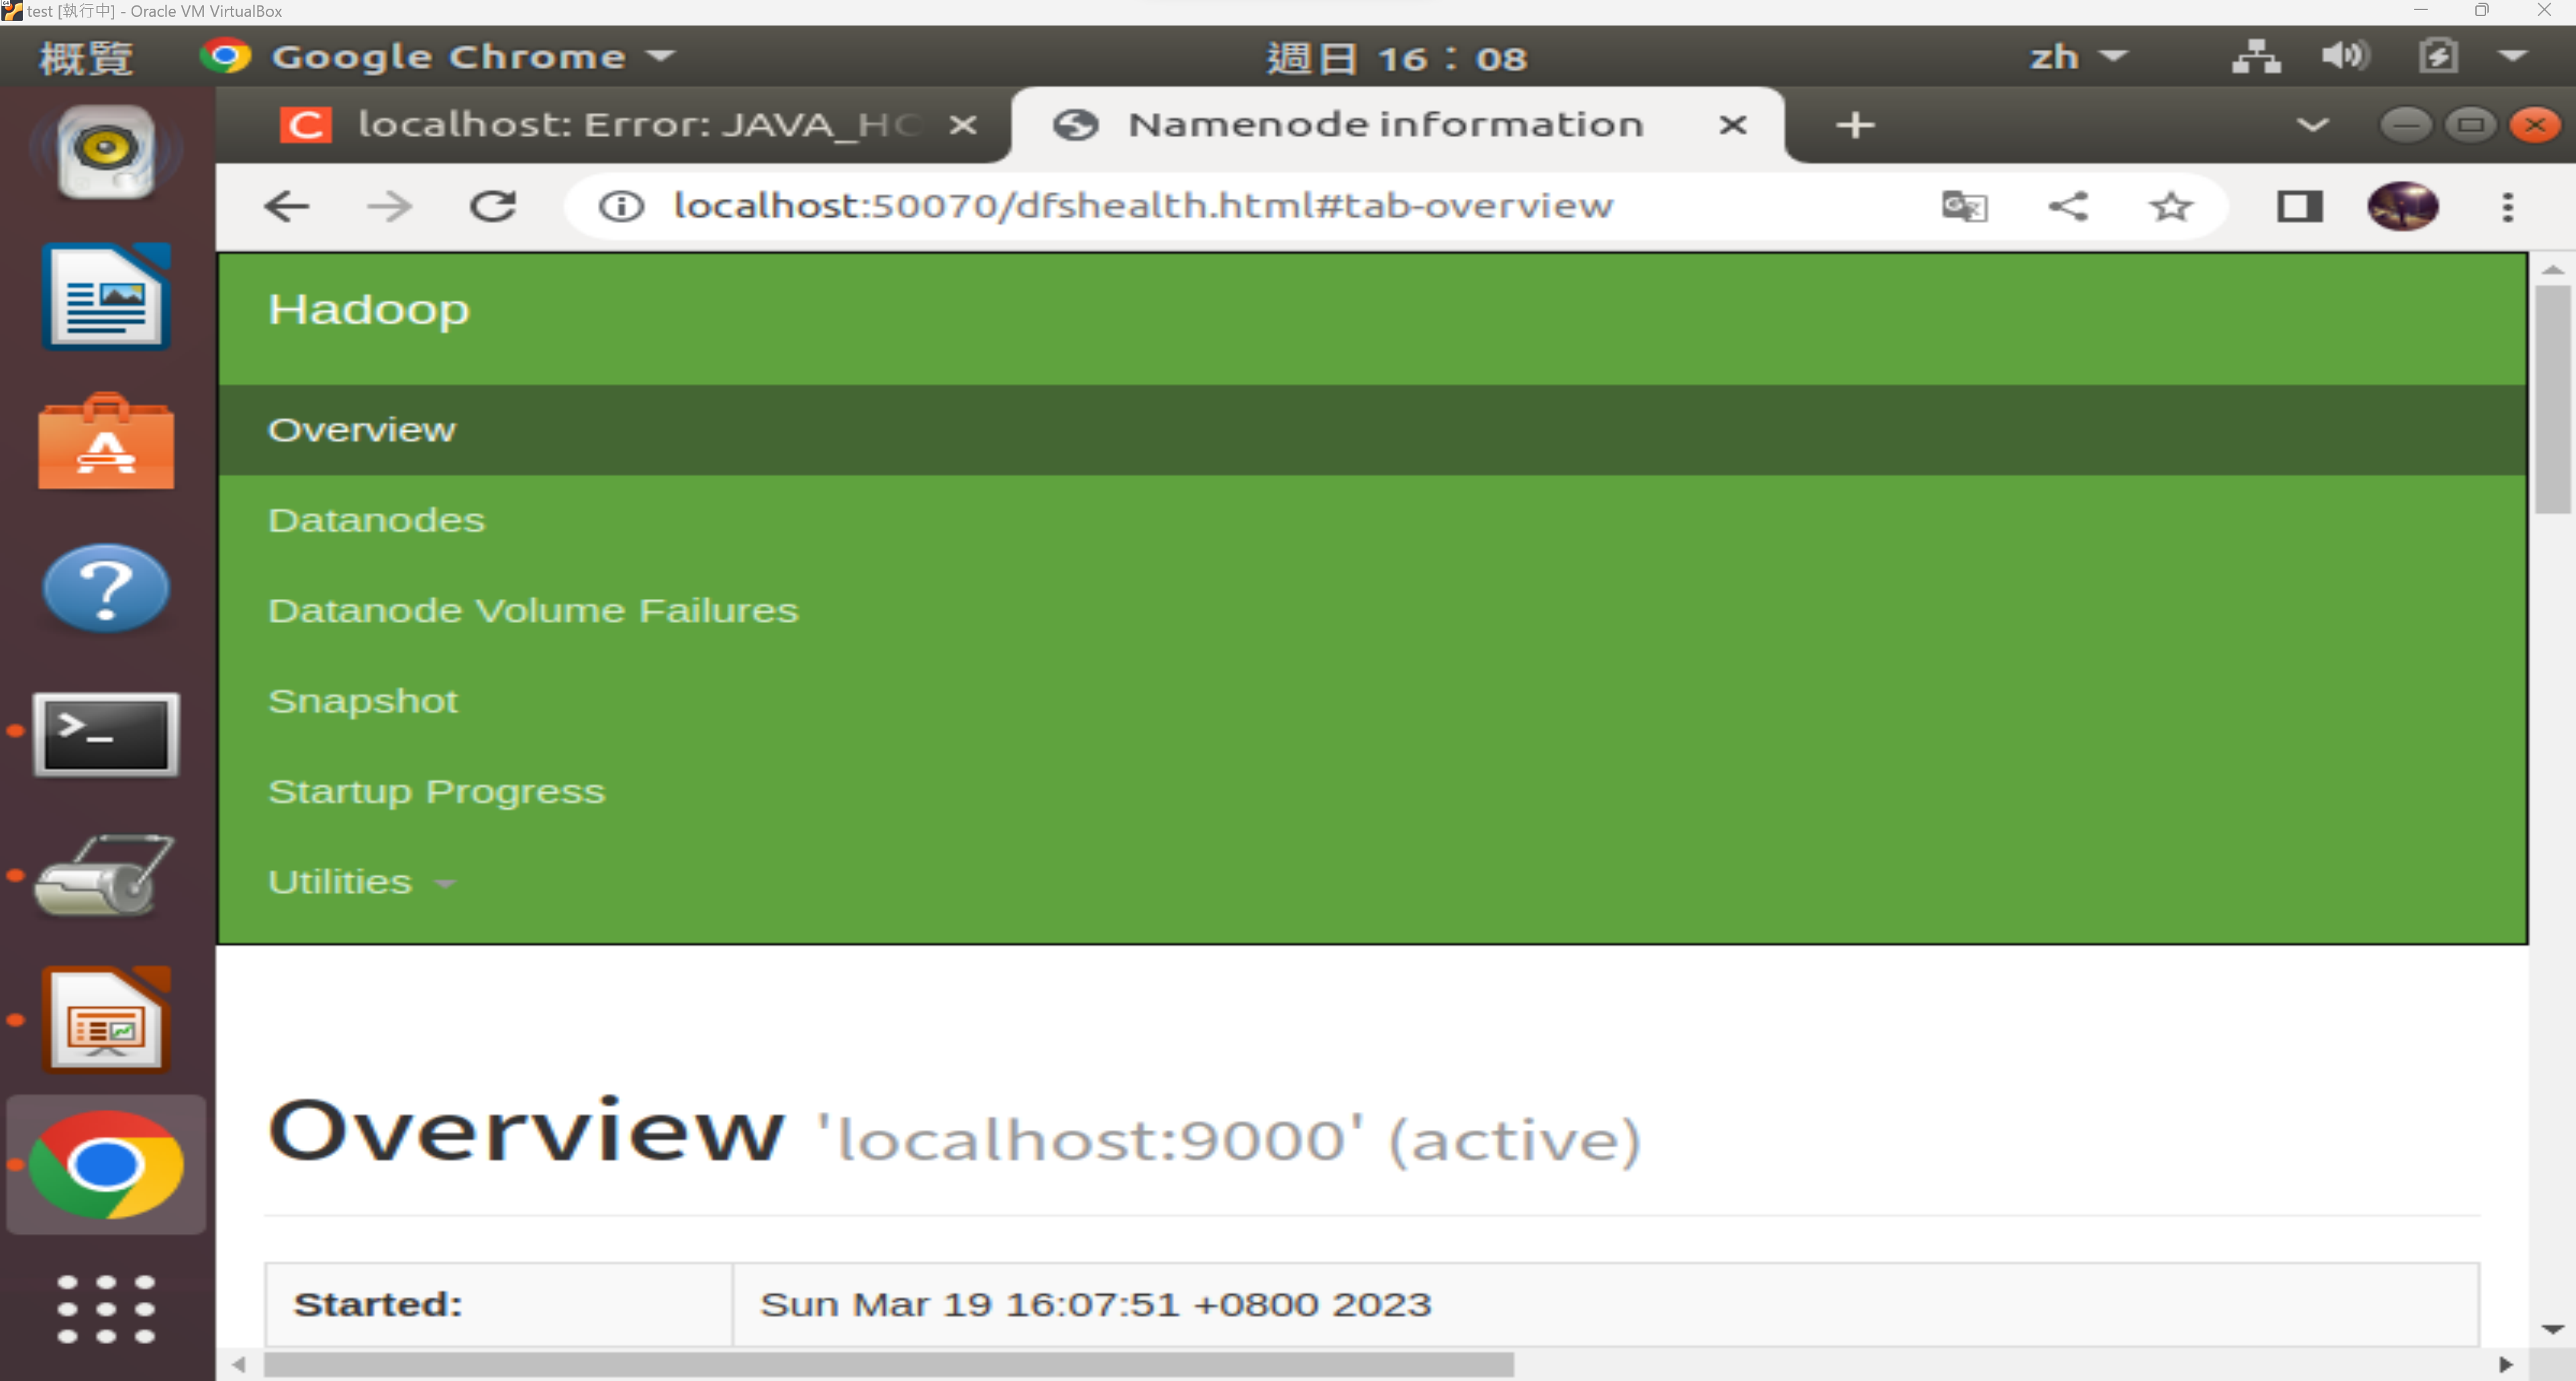 test [執行中] - Oracle VM VirtualBox
概覽 Google Chrome 週日 16：08 zh
localhost: Error: JAVA_HO Namenode information
localhost:50070/dfshealth.html#tab-overview
Hadoop
Overview
Datanodes
Datanode Volume Failures
Snapshot
Startup Progress
Utilities
Overview 'localhost:9000' (active)
Started: Sun Mar 19 16:07:51 +0800 2023